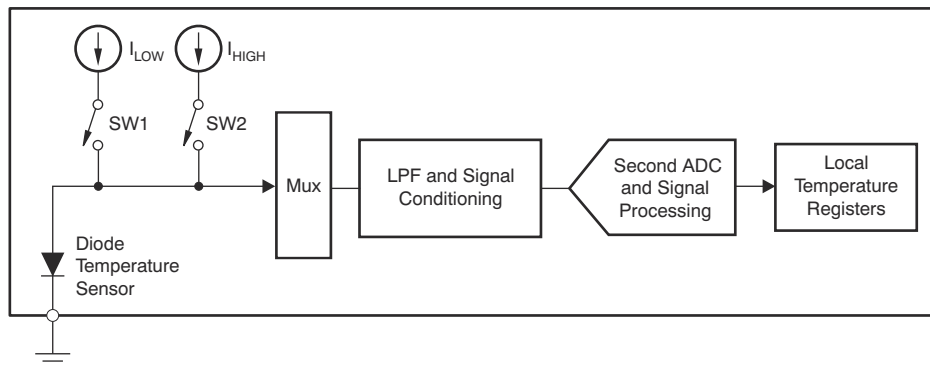 I_LOW
I_HIGH
SW1
SW2
Mux
LPF and Signal
Conditioning
Second ADC
and Signal
Processing
Local
Temperature
Registers
Diode
Temperature
Sensor